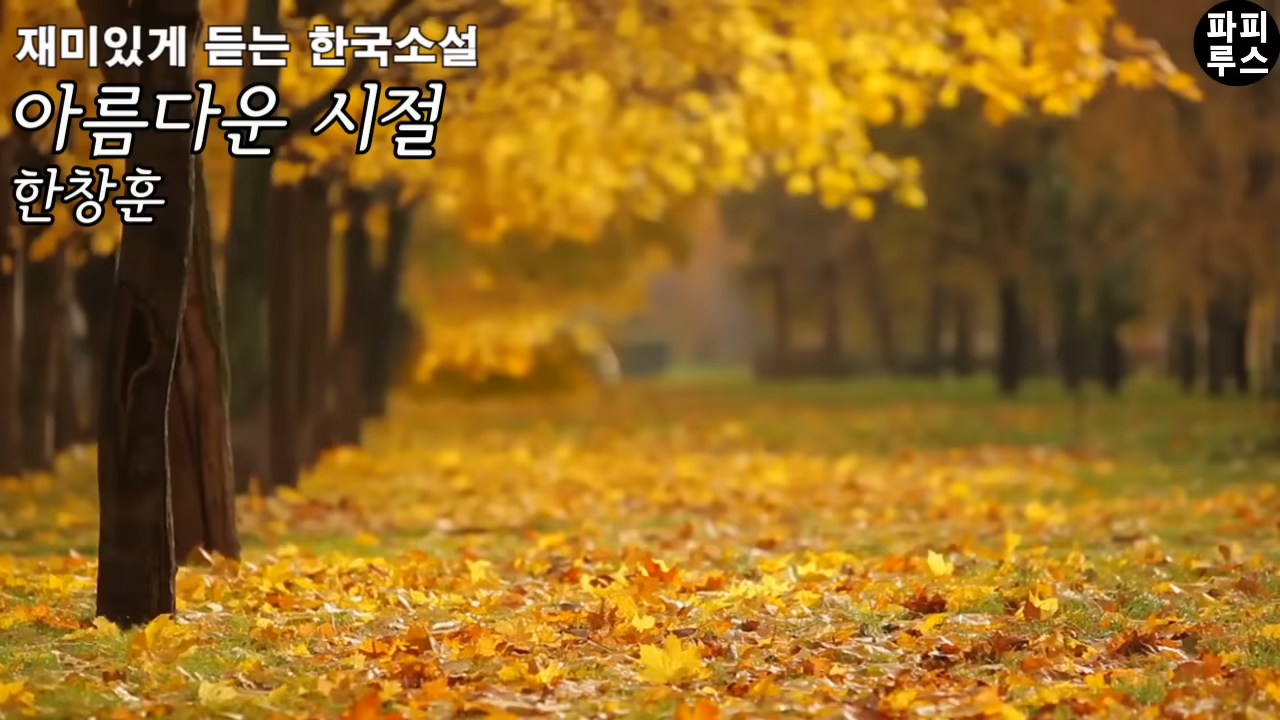 재미있게 듣는 한국소설
아름다운 시절
한창훈
파피
루스